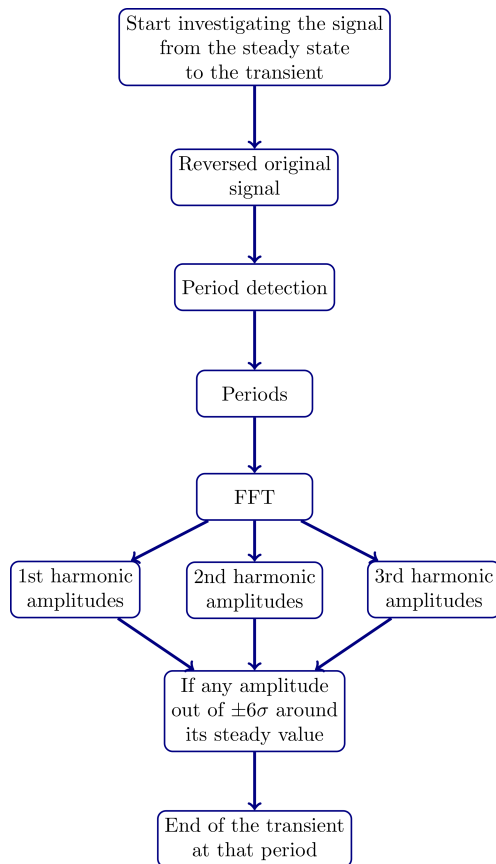 Start investigating the signal
from the steady state
to the transient
Reversed original
signal
Period detection
Periods
FFT
1st harmonic
amplitudes
2nd harmonic
amplitudes
3rd harmonic
amplitudes
If any amplitude
out of ±6σ around
its steady value
End of the transient
at that period